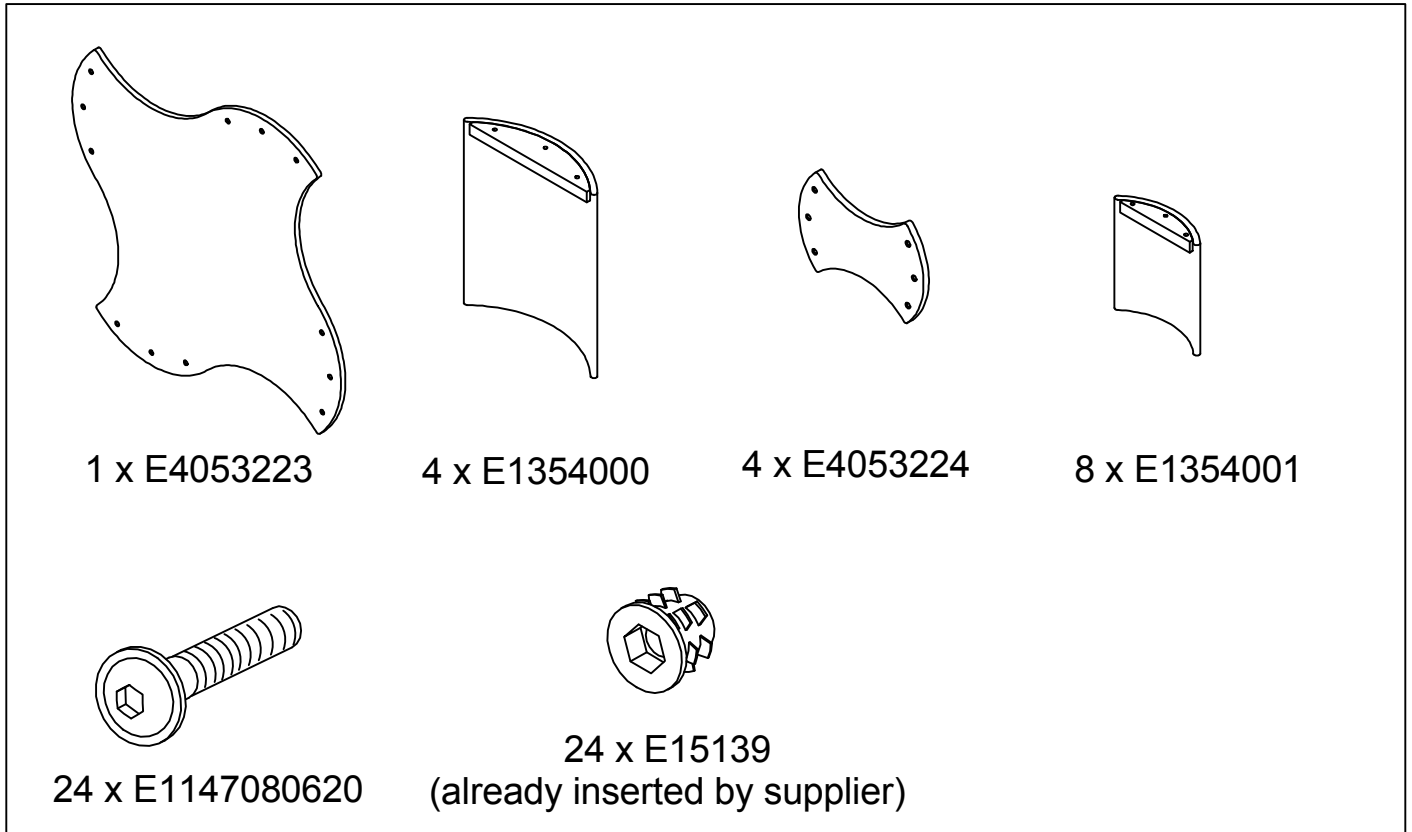 1 x E4053223
4 x E1354000
4 x E4053224
8 x E1354001
24 x E1147080620
24 x E15139
(already inserted by supplier)